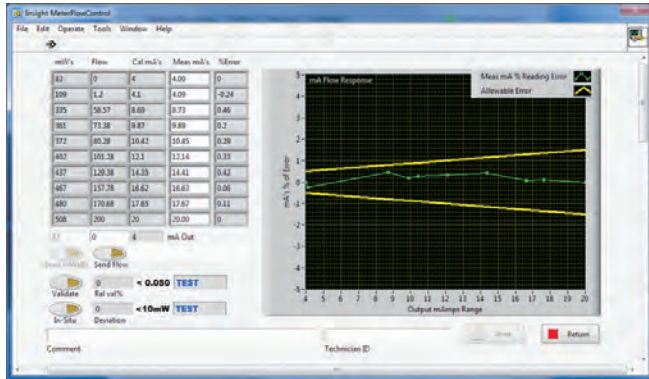 Insight MeterFlowControl
File Edit Operate Tools Window Help
mV's Flow Cal mA's Meas mA's %Error
83 0 4 4.00 0
109 1.2 4.1 4.09 -0.24
335 58.57 8.69 8.73 0.46
361 73.38 9.87 9.89 0.2
372 80.28 10.42 10.45 0.29
402 101.28 12.1 12.14 0.33
437 129.38 14.35 14.41 0.42
467 157.78 16.62 16.63 0.06
480 170.68 17.65 17.67 0.11
508 200 20 20.00 0
83 0 4 mA Out
Send Flow
0 < 0.050 TEST
Validate Ral val%
0 <10mW TEST
In-Situ Deviation
mA Flow Response
Meas mA % Reading Error
Allowable Error
mA's % of Error
5
4
3
2
1
0
-1
-2
-3
-4
-5
4 5 6 7 8 9 10 11 12 13 14 15 16 17 18 19 20
Output mAmps Range
Return
Comment Technician ID